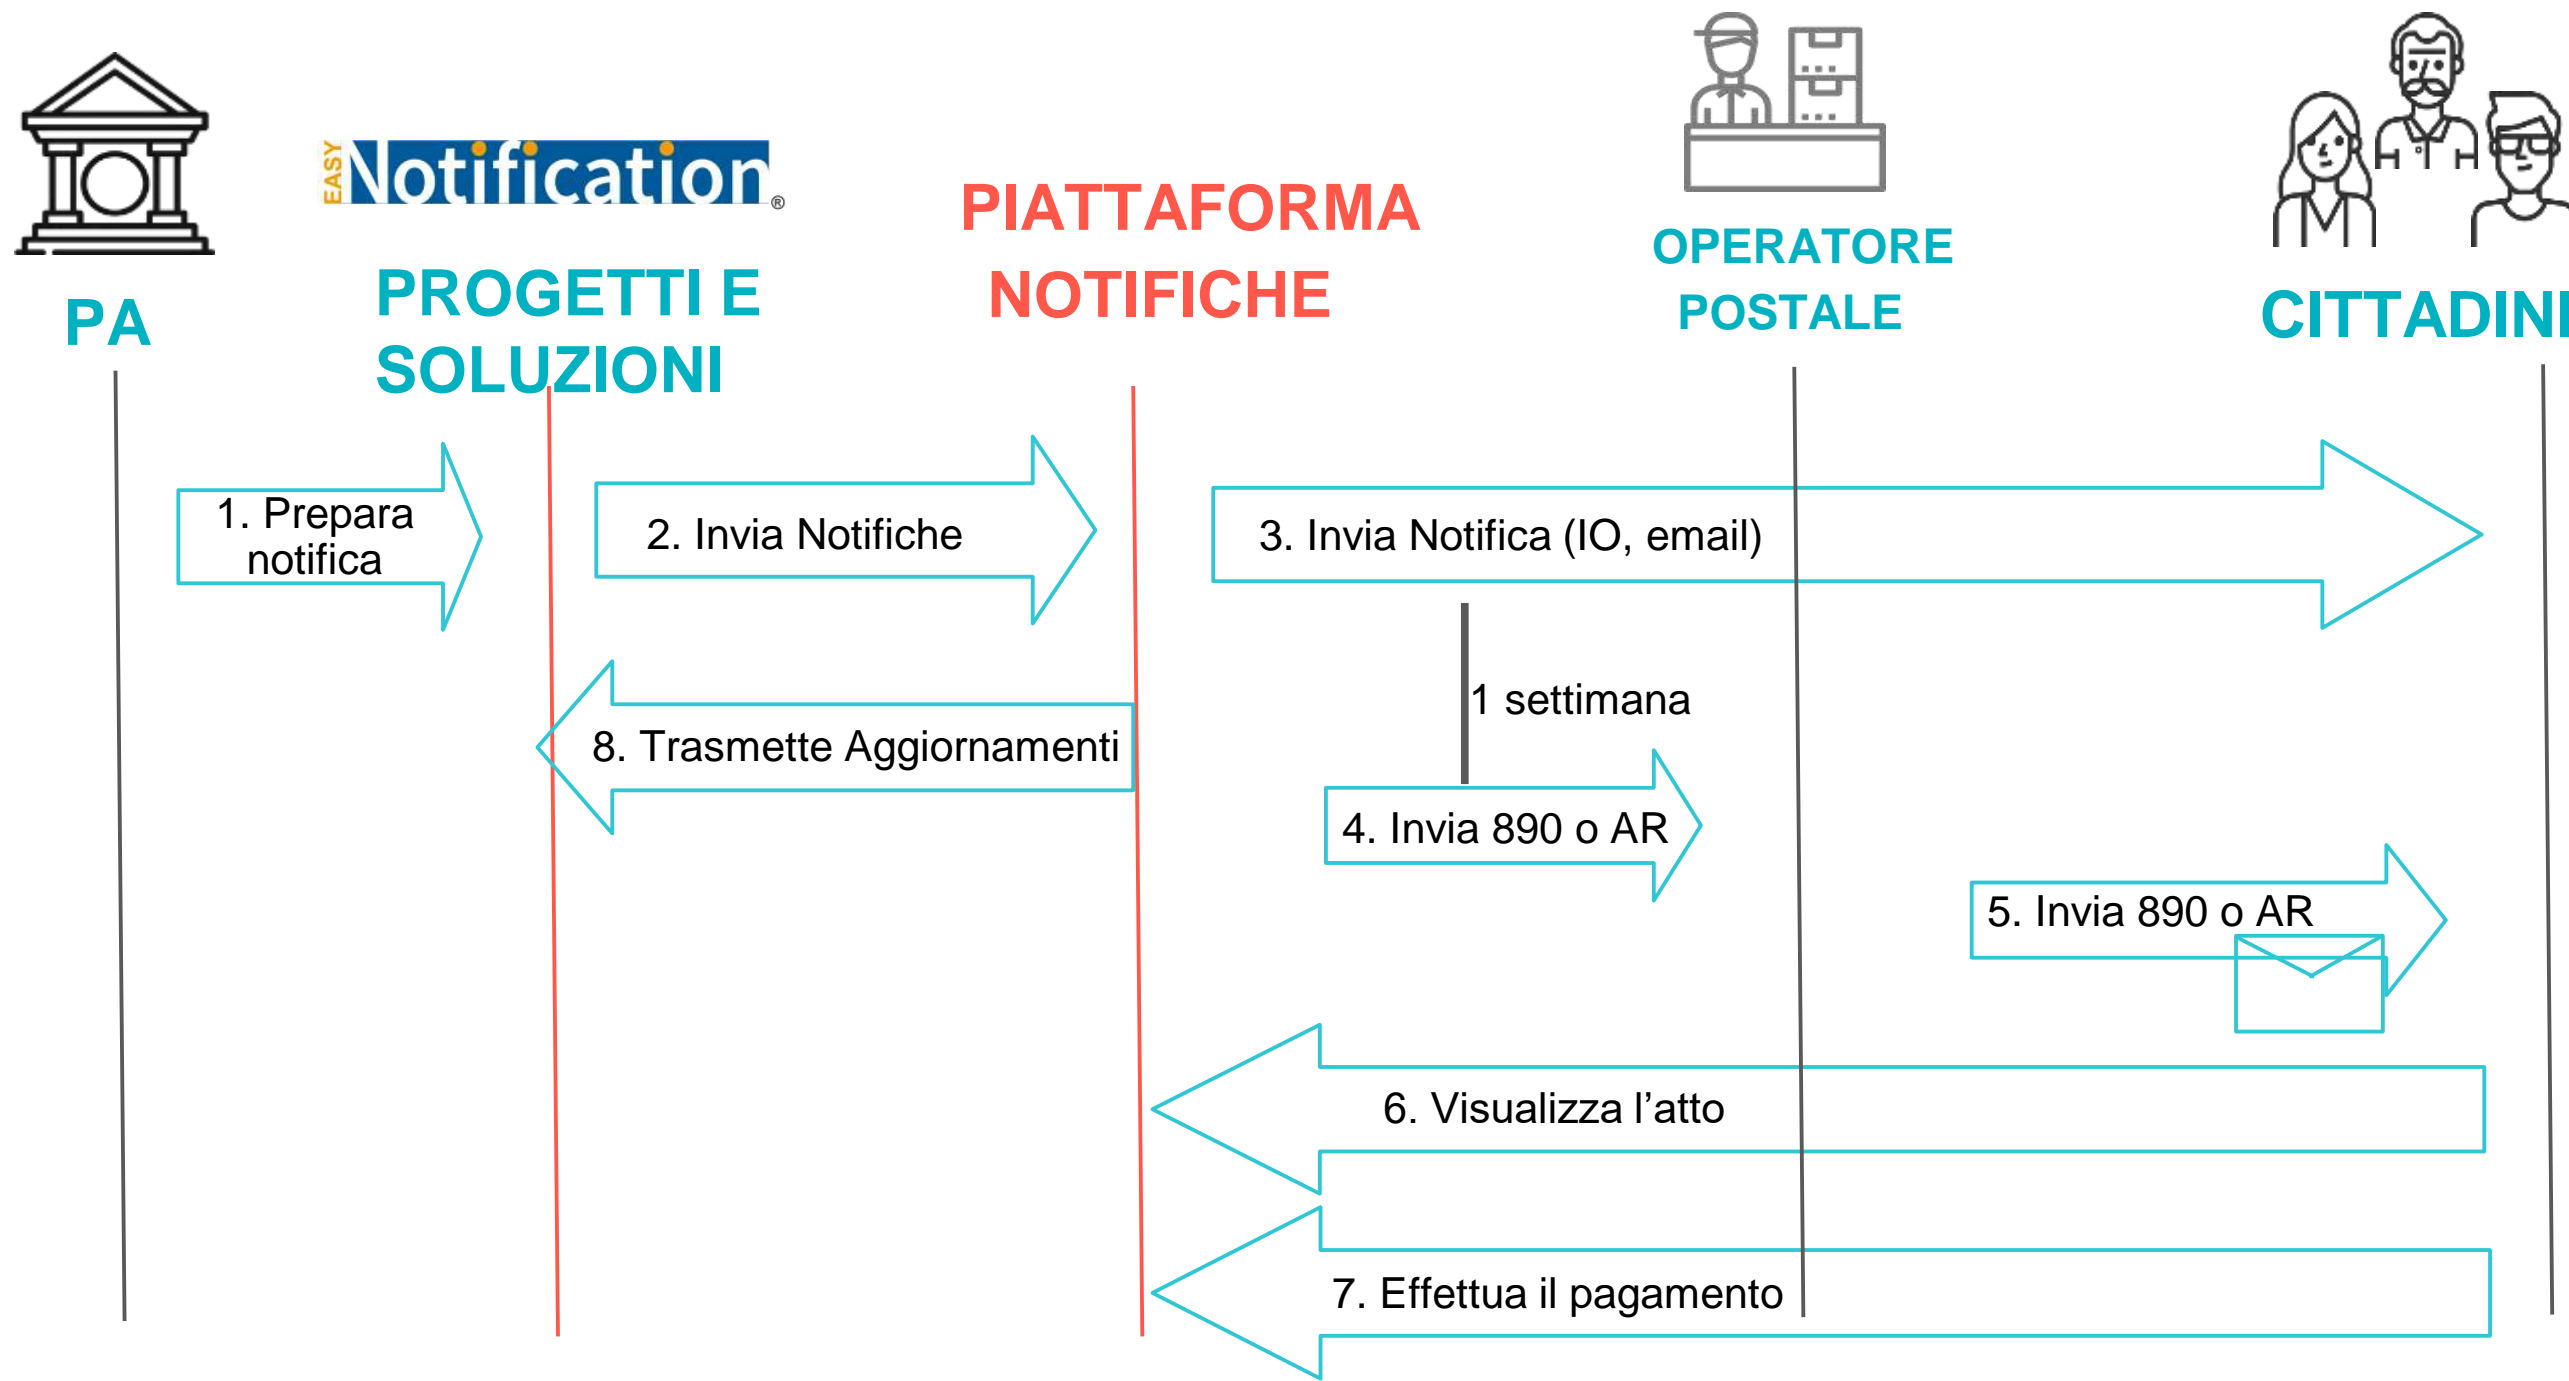 EASY
Notification
®
PA
PROGETTI E
SOLUZIONI
PIATTAFORMA
NOTIFICHE
OPERATORE
POSTALE
CITTADINI
1. Prepara
notifica
2. Invia Notifiche
3. Invia Notifica (IO, email)
1 settimana
8. Trasmette Aggiornamenti
4. Invia 890 o AR
5. Invia 890 o AR
6. Visualizza l’atto
7. Effettua il pagamento